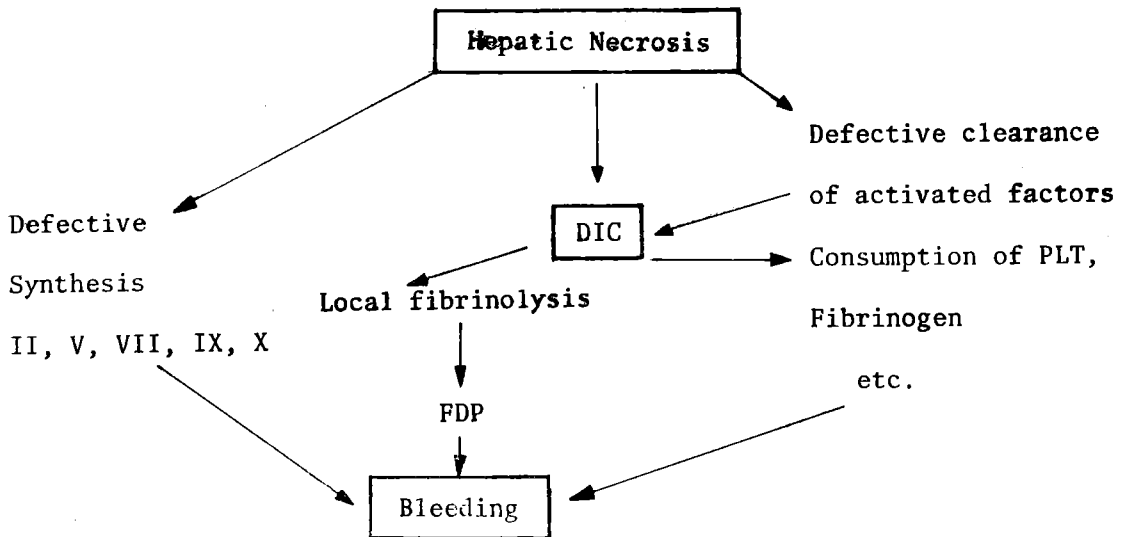 Hepatic Necrosis
Defective clearance
of activated factors
Defective
Synthesis
II, V, VII, IX, X
DIC
Consumption of PLT,
Fibrinogen
etc.
Local fibrinolysis
FDP
Bleeding